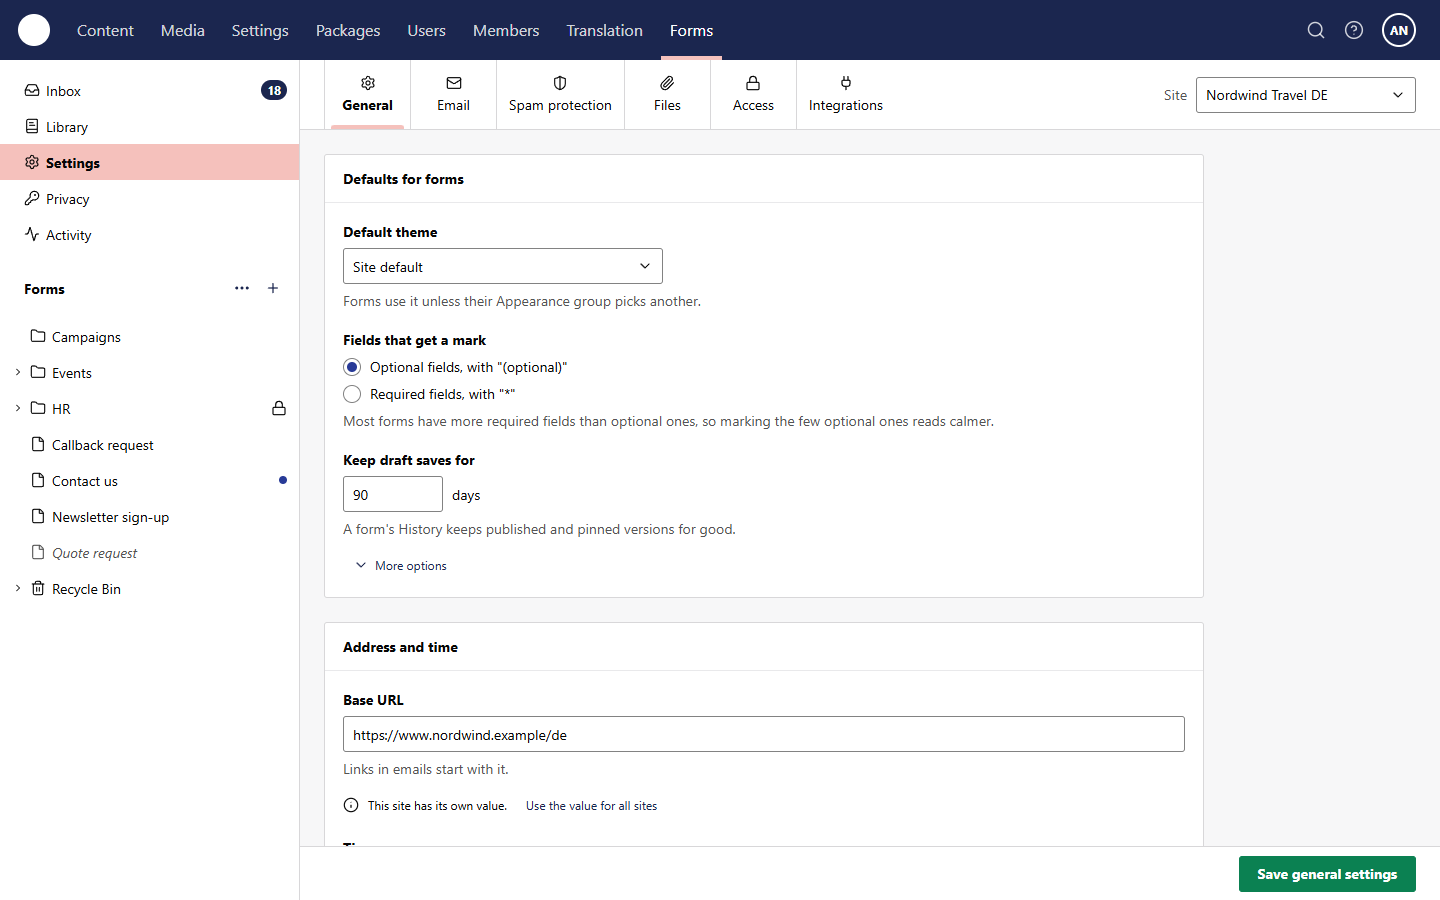 Content
Media
Settings
Packages
Users
Members
Translation
Forms
AN
Inbox
18
Library
Settings
Privacy
Activity
Forms
Campaigns
Events
HR
Callback request
Contact us
Newsletter sign-up
Quote request
Recycle Bin
General
Email
Spam protection
Files
Access
Integrations
Site
Nordwind Travel DE
Defaults for forms
Default theme
Site default
Forms use it unless their Appearance group picks another.
Fields that get a mark
Optional fields, with "(optional)"
Required fields, with "*"
Most forms have more required fields than optional ones, so marking the few optional ones reads calmer.
Keep draft saves for
90 days
A form's History keeps published and pinned versions for good.
More options
Address and time
Base URL
https://www.nordwind.example/de
Links in emails start with it.
This site has its own value. Use the value for all sites
Save general settings